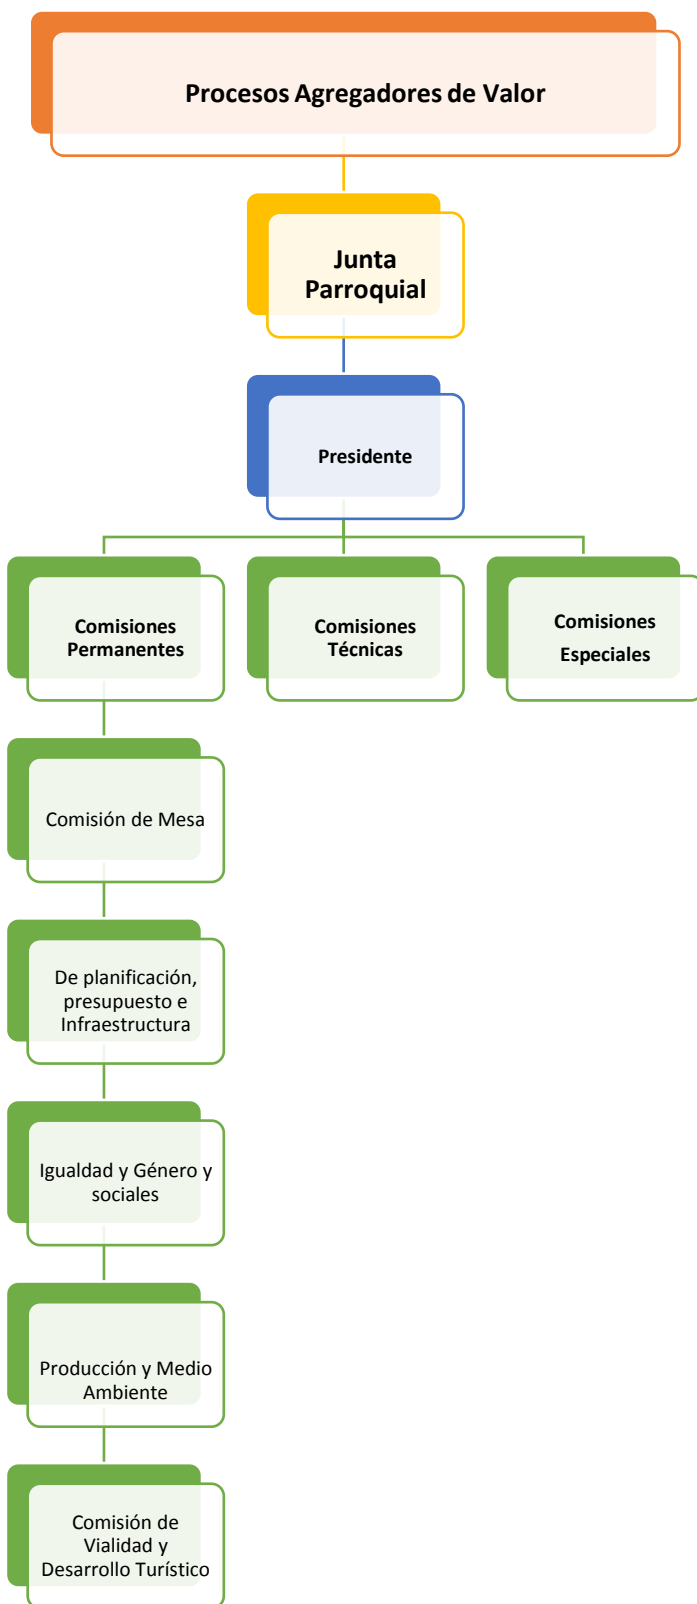 Procesos Agregadores de Valor
Junta
Parroquial
Presidente
Comisiones
Permanentes
Comisiones
Técnicas
Comisiones
Especiales
Comisión de Mesa
De planificación,
presupuesto e
Infraestructura
Igualdad y Género y
sociales
Producción y Medio
Ambiente
Comisión de
Vialidad y
Desarrollo Turístico